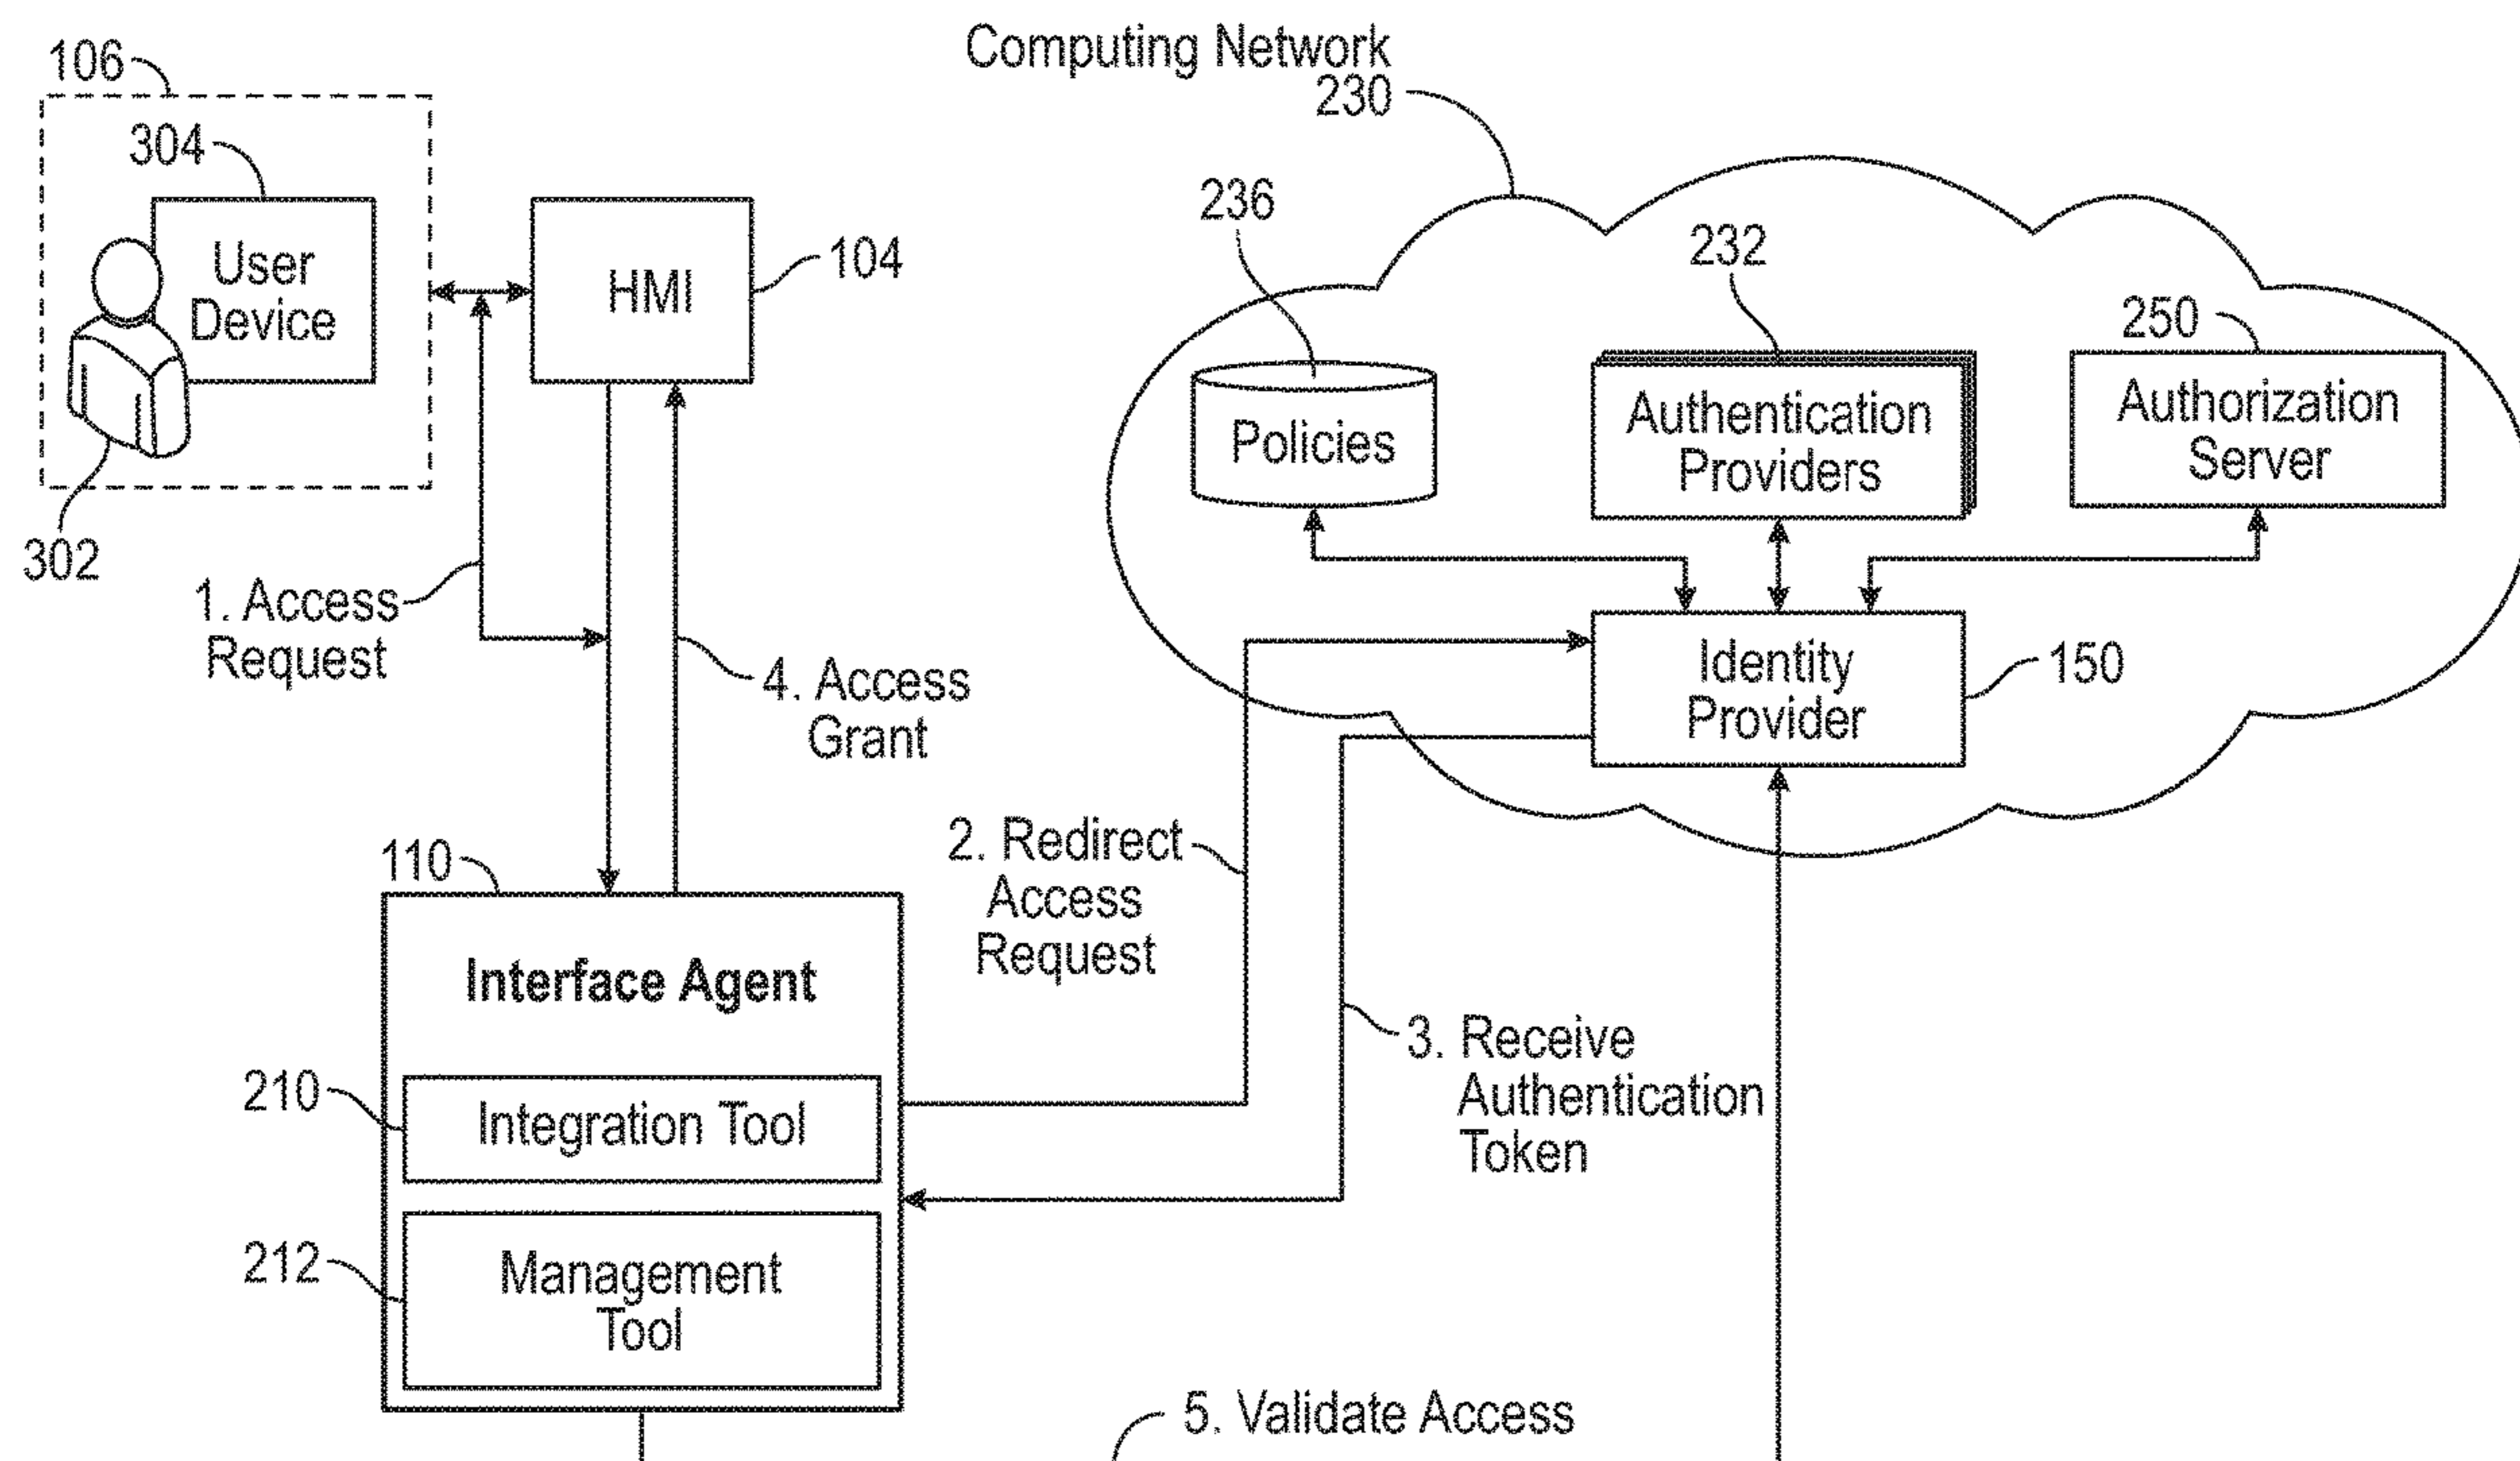 Computing Network
230
106
304
User
Device
302
HMI
104
1. Access
Request
4. Access
Grant
236
Policies
232
Authentication
Providers
250
Authorization
Server
Identity
Provider
150
110
Interface Agent
210
Integration Tool
212
Management
Tool
2. Redirect
Access
Request
3. Receive
Authentication
Token
5. Validate Access